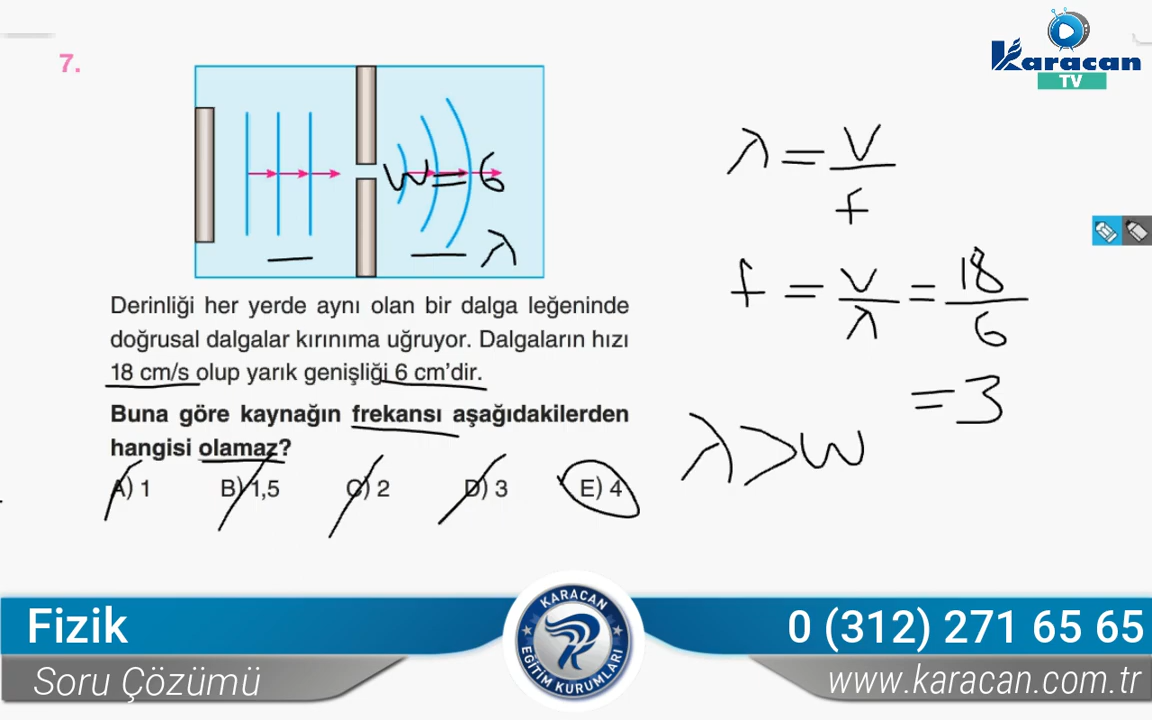 Karacan
TV
7.
W=6
λ
Derinliği her yerde aynı olan bir dalga leğeninde
doğrusal dalgalar kırınıma uğruyor. Dalgaların hızı
18 cm/s olup yarık genişliği 6 cm'dir.
Buna göre kaynağın frekansı aşağıdakilerden
hangisi olamaz?
A) 1 B) 1,5 C) 2 D) 3 E) 4
λ = v/f
f = v/λ = 18/6
= 3
λ > w
Fizik
Soru Çözümü
KARACAN
EĞİTİM KURUMLARI
0 (312) 271 65 65
www.karacan.com.tr